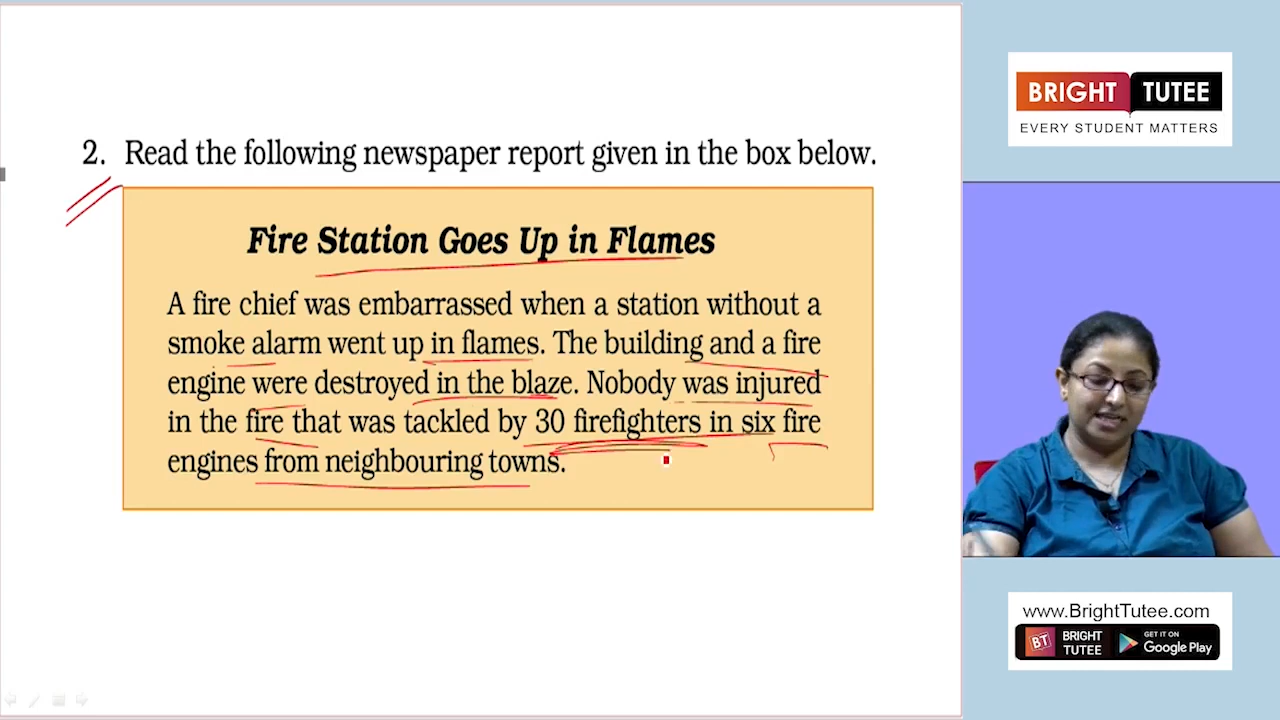 2. Read the following newspaper report given in the box below.
Fire Station Goes Up in Flames
A fire chief was embarrassed when a station without a
smoke alarm went up in flames. The building and a fire
engine were destroyed in the blaze. Nobody was injured
in the fire that was tackled by 30 firefighters in six fire
engines from neighbouring towns.
BRIGHT TUTEE
EVERY STUDENT MATTERS
www.BrightTutee.com
BT
BRIGHT
TUTEE
GET IT ON
Google Play